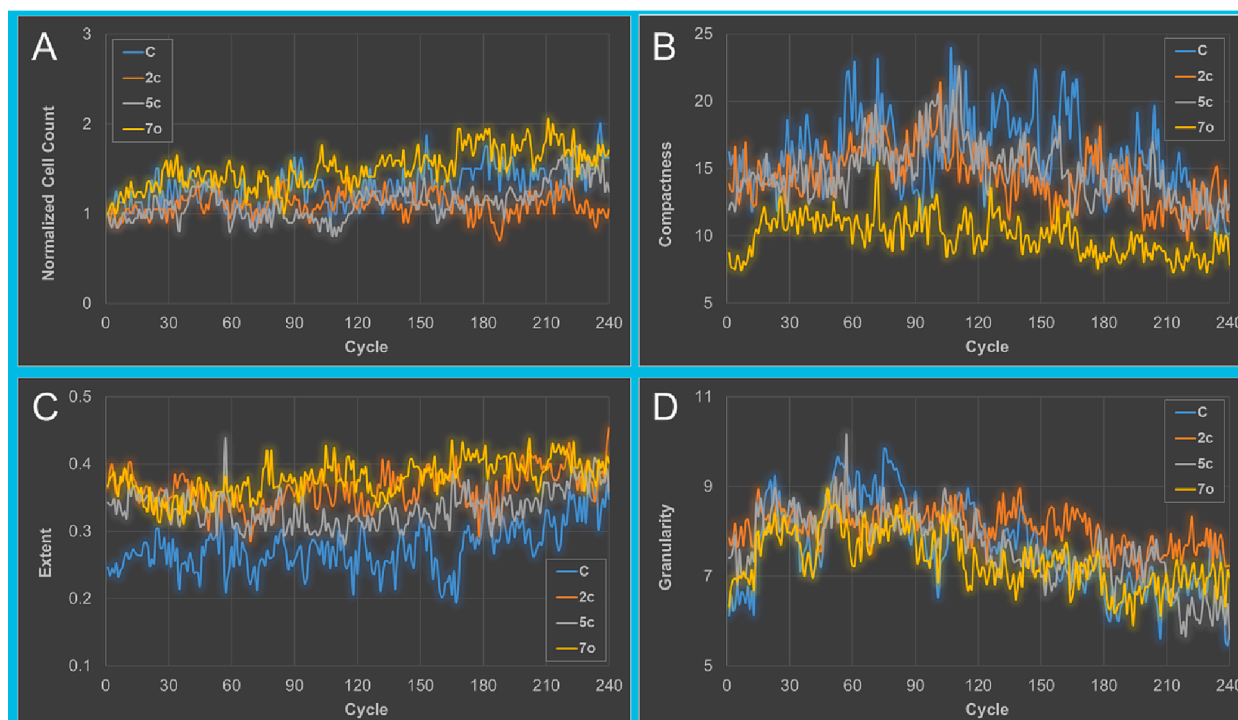 A
Normalized Cell Count
3
2
1
0
C
2c
5c
7o
0 30 60 90 120 150 180 210 240
Cycle
B
Compactness
25
20
15
10
5
C
2c
5c
7o
0 30 60 90 120 150 180 210 240
Cycle
C
Extent
0.5
0.4
0.3
0.2
0.1
C
2c
5c
7o
0 30 60 90 120 150 180 210 240
Cycle
D
Granularity
11
9
7
5
C
2c
5c
7o
0 30 60 90 120 150 180 210 240
Cycle